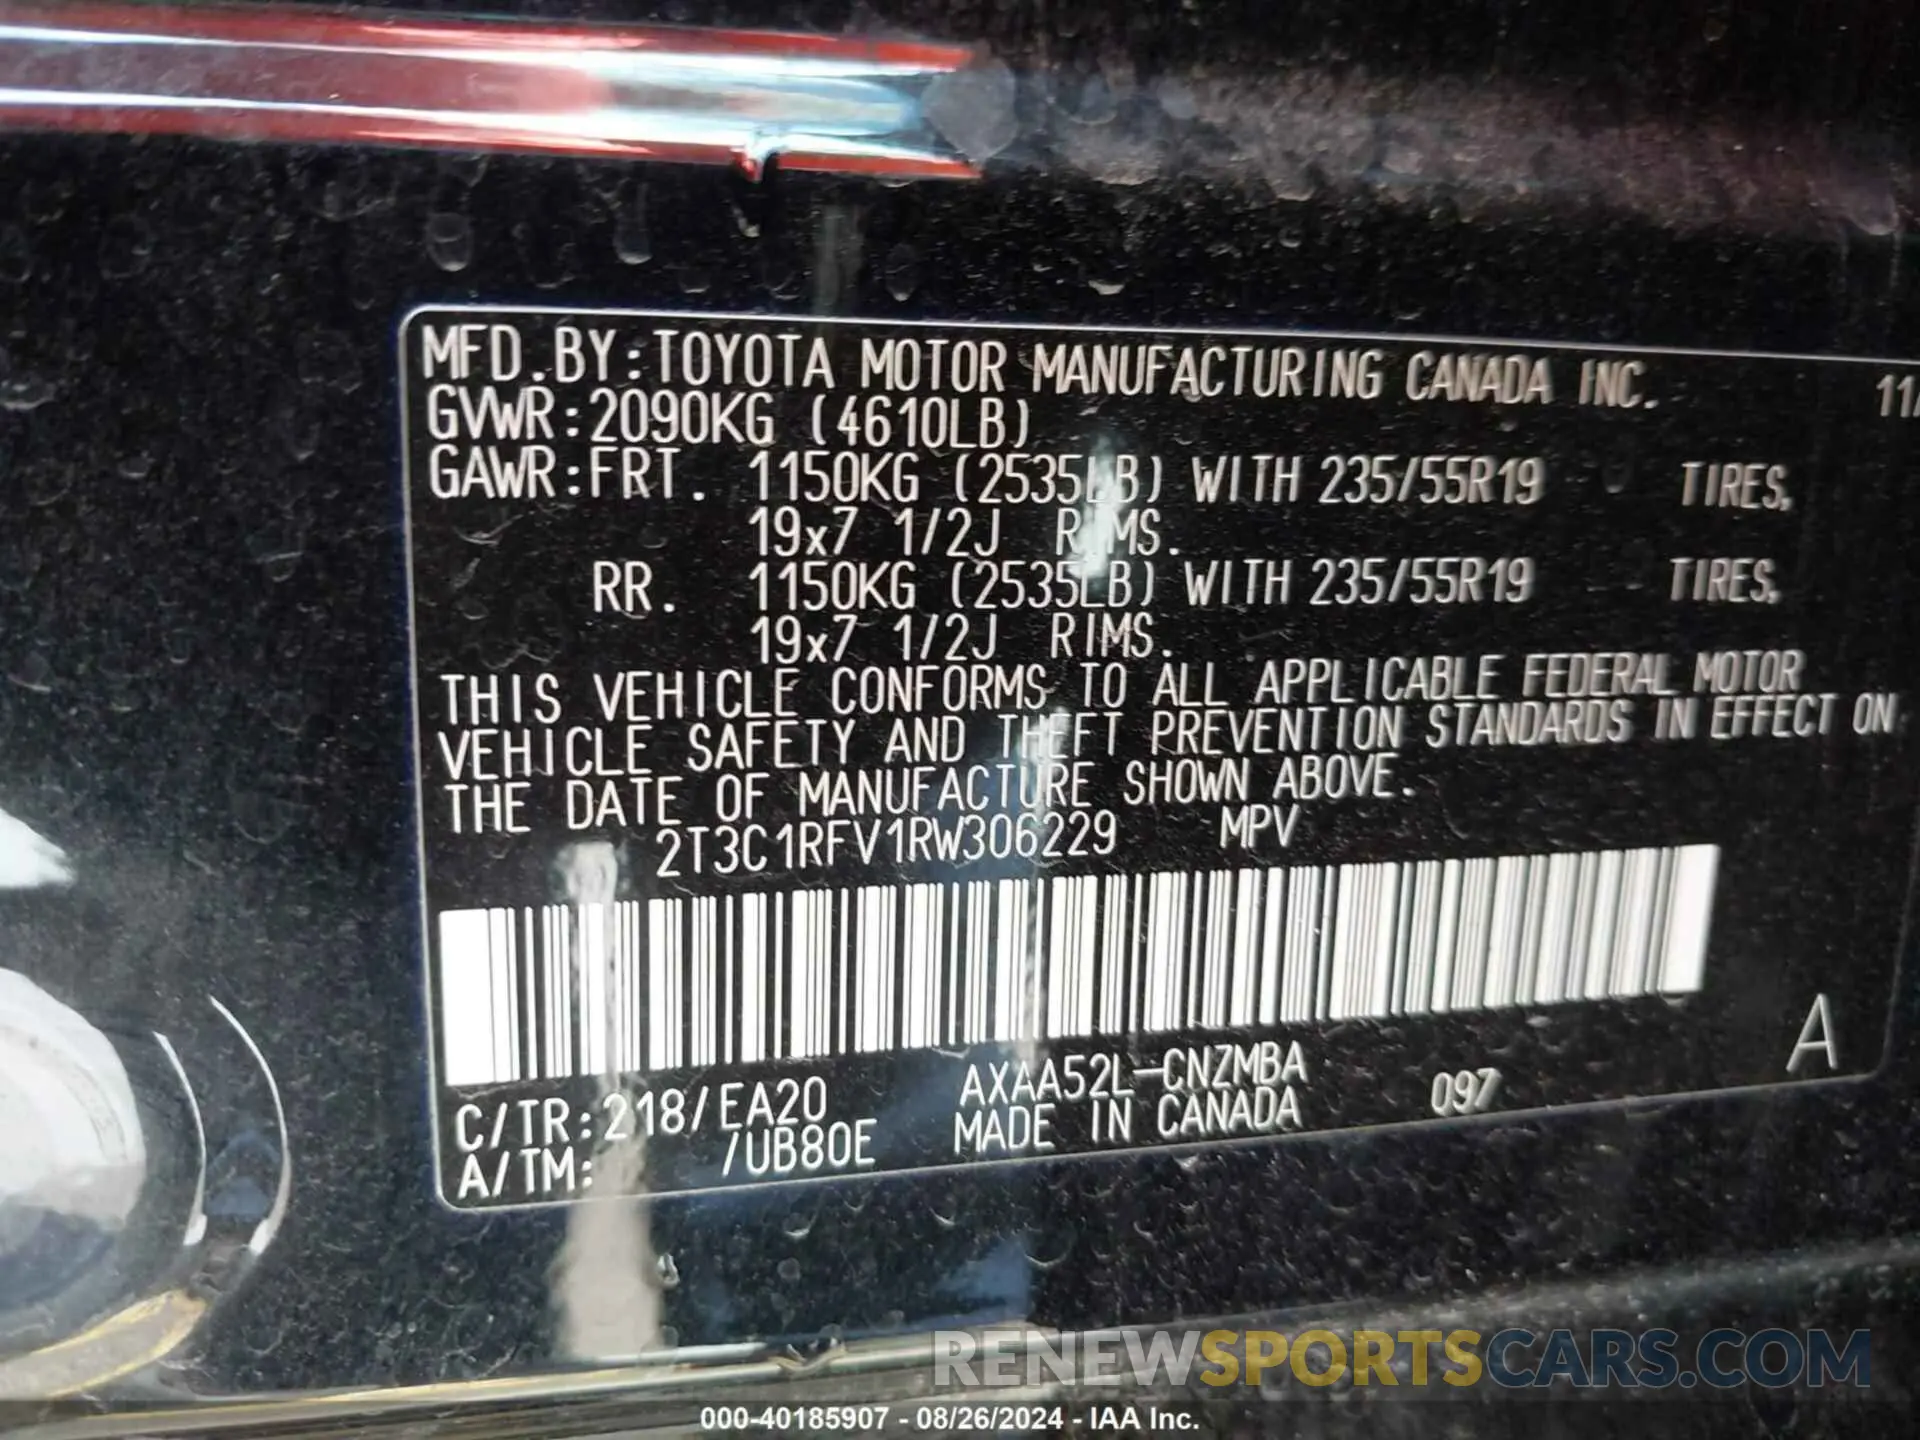 MFD.BY:TOYOTA MOTOR MANUFACTURING CANADA INC. 11/
GVWR:2090KG (4610LB)
GAWR:FRT. 1150KG (2535LB) WITH 235/55R19 TIRES,
19x7 1/2J RIMS.
RR. 1150KG (2535LB) WITH 235/55R19 TIRES,
19x7 1/2J RIMS.
THIS VEHICLE CONFORMS TO ALL APPLICABLE FEDERAL MOTOR
VEHICLE SAFETY AND THEFT PREVENTION STANDARDS IN EFFECT ON
THE DATE OF MANUFACTURE SHOWN ABOVE.
2T3C1RFV1RW306229 MPV
A
C/TR:218/EA20 AXAA52L-CNZMBA 097
A/TM: /UB80E MADE IN CANADA
RENEWSPORTSCARS.COM
000-40185907 - 08/26/2024 - IAA Inc.